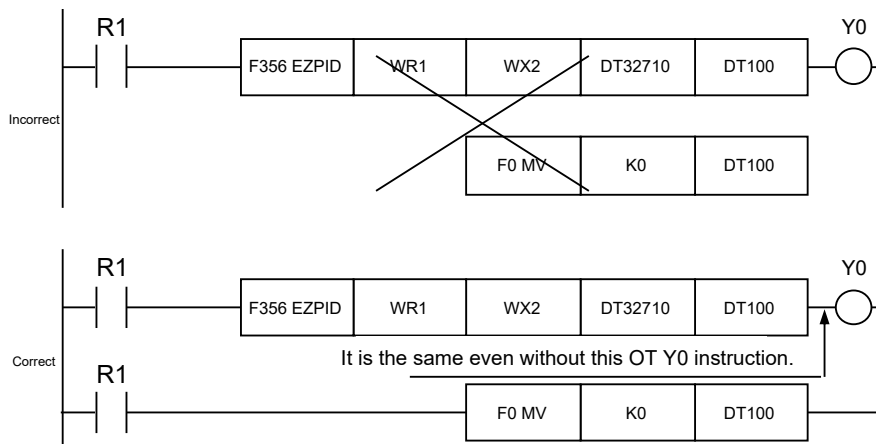 R1 Y0
F356 EZPID WR1 WX2 DT32710 DT100
Incorrect
F0 MV K0 DT100
R1 Y0
F356 EZPID WR1 WX2 DT32710 DT100
Correct
It is the same even without this OT Y0 instruction.
R1
F0 MV K0 DT100